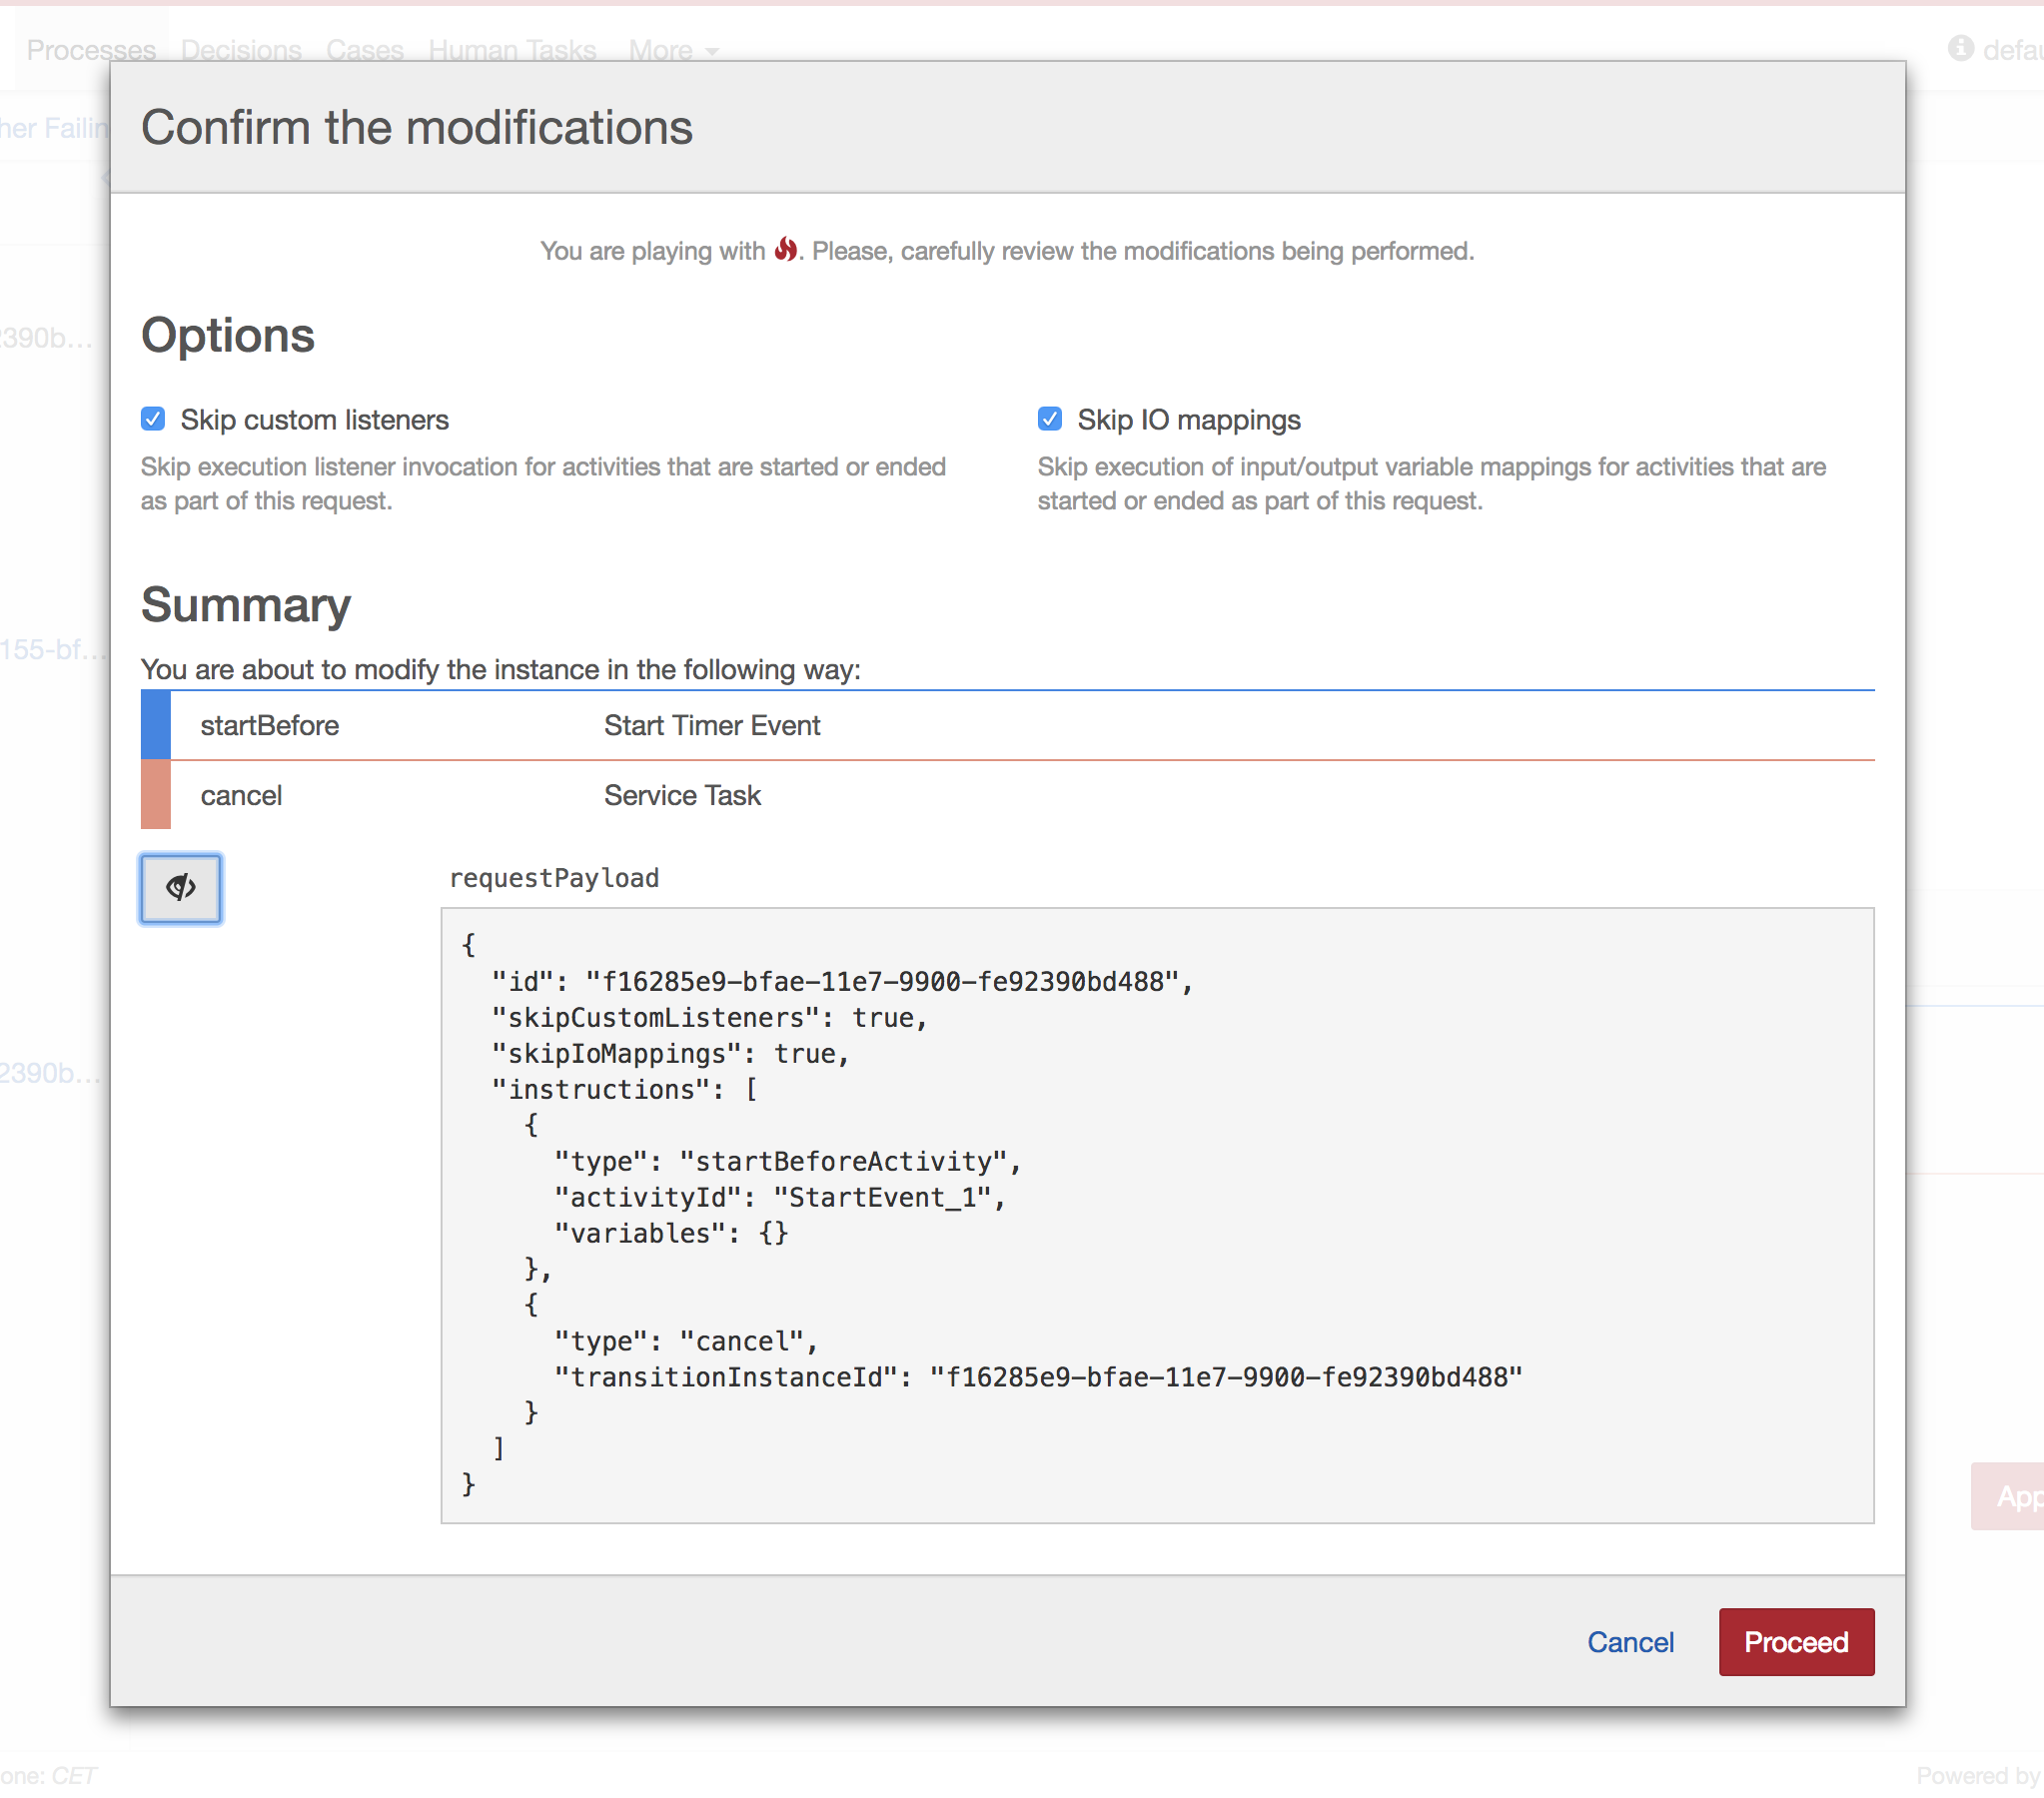 Processes Decisions Cases Human Tasks More
Confirm the modifications
You are playing with . Please, carefully review the modifications being performed.
Options
Skip custom listeners
Skip execution listener invocation for activities that are started or ended
as part of this request.
Skip IO mappings
Skip execution of input/output variable mappings for activities that are
started or ended as part of this request.
Summary
You are about to modify the instance in the following way:
startBefore Start Timer Event
cancel Service Task
requestPayload
{
"id": "f16285e9-bfae-11e7-9900-fe92390bd488",
"skipCustomListeners": true,
"skipIoMappings": true,
"instructions": [
{
"type": "startBeforeActivity",
"activityId": "StartEvent_1",
"variables": {}
},
{
"type": "cancel",
"transitionInstanceId": "f16285e9-bfae-11e7-9900-fe92390bd488"
}
]
}
Cancel Proceed
2390b...
155-bf...
2390b...
App
one: CET
Powered by